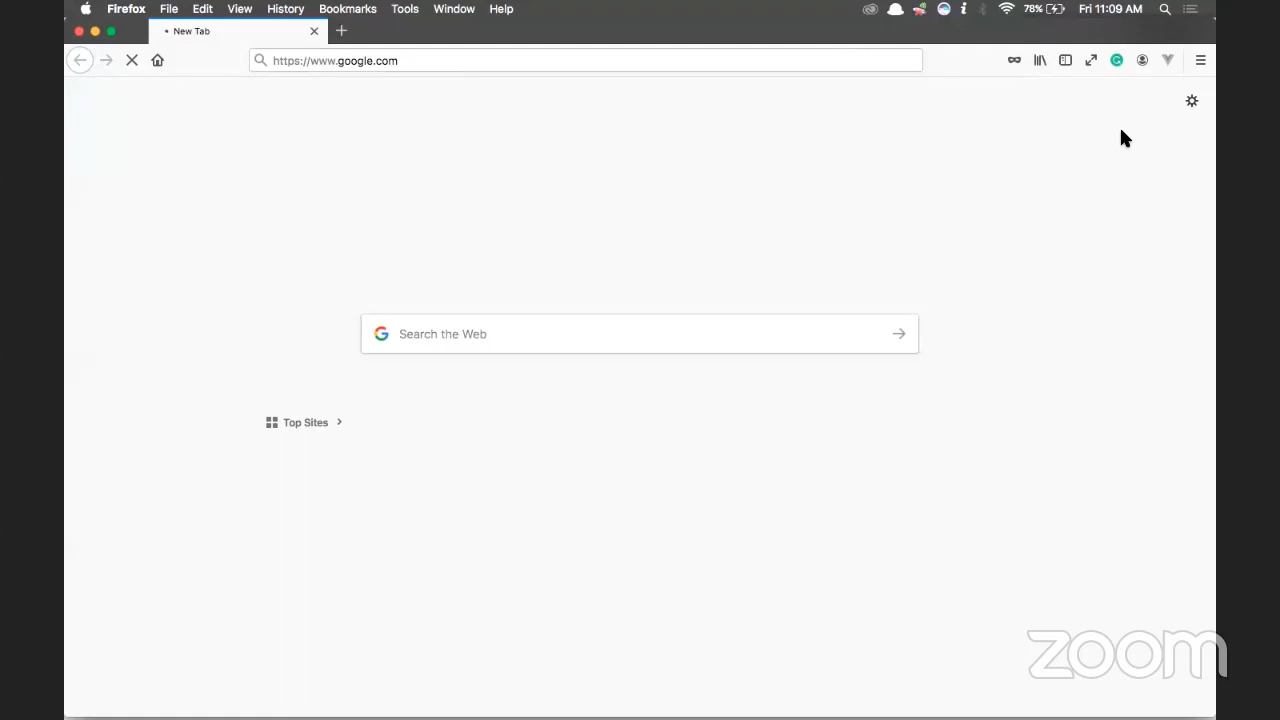 Firefox File Edit View History Bookmarks Tools Window Help 78% Fri 11:09 AM
New Tab
https://www.google.com
Search the Web
Top Sites
zoom